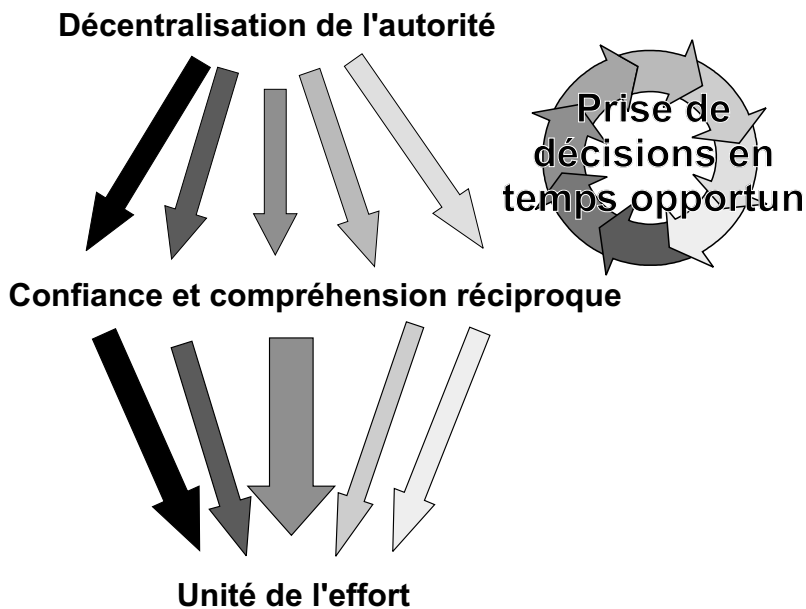 Décentralisation de l'autorité
Prise de
décisions en
temps opportun
Confiance et compréhension réciproque
Unité de l'effort